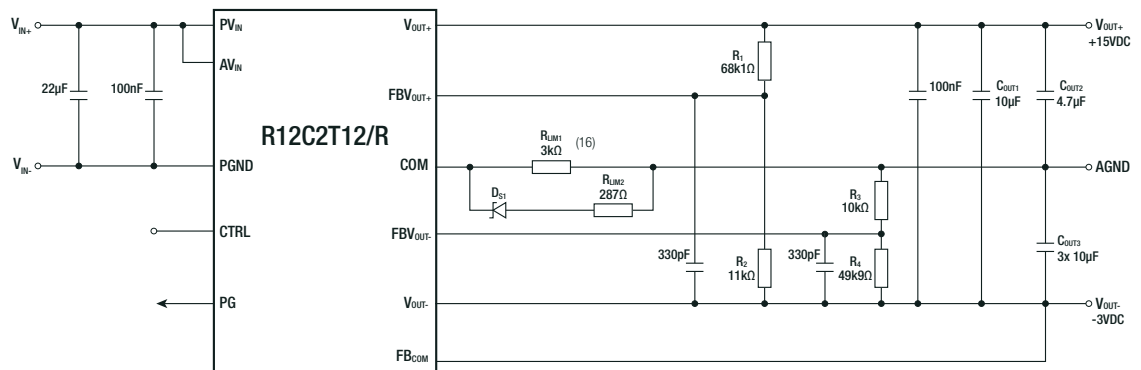 VIN+
22µF
100nF
VIN-
PVIN
AVIN
PGND
CTRL
PG
R12C2T12/R
VOUT+
FBVOUT+
COM
FBVOUT-
VOUT-
FBCOM
R1
68k1Ω
RLIM1
3kΩ
(16)
DS1
RLIM2
287Ω
330pF
R2
11kΩ
330pF
R3
10kΩ
R4
49k9Ω
100nF
COUT1
10µF
COUT2
4.7µF
COUT3
3x 10µF
VOUT+
+15VDC
AGND
VOUT-
-3VDC